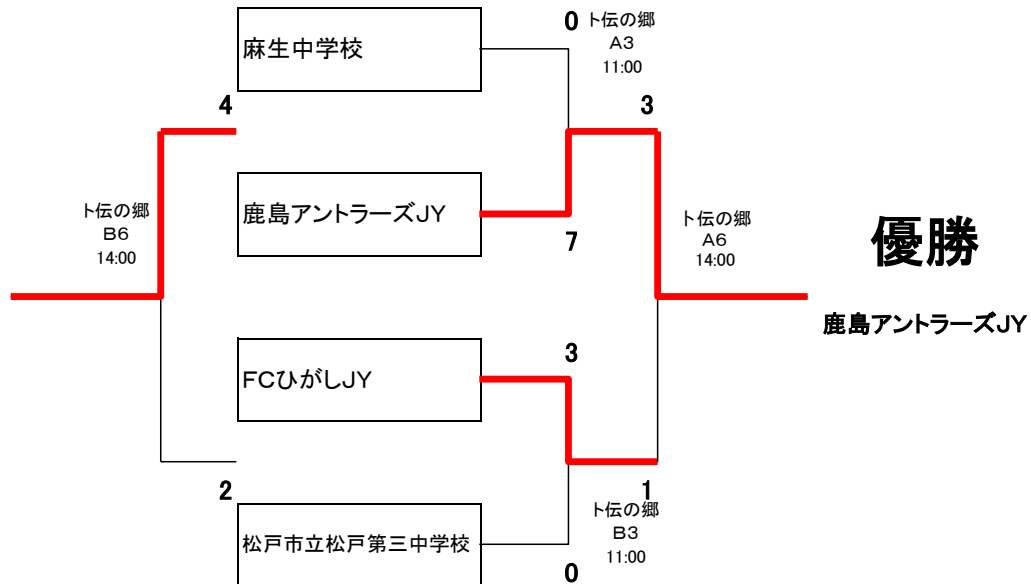 麻生中学校
0
ト伝の郷
A3
11:00
4
3
鹿島アントラーズJY
ト伝の郷
B6
14:00
7
ト伝の郷
A6
14:00
優勝
鹿島アントラーズJY
3
FCひがしJY
2
1
松戸市立松戸第三中学校
ト伝の郷
B3
11:00
0